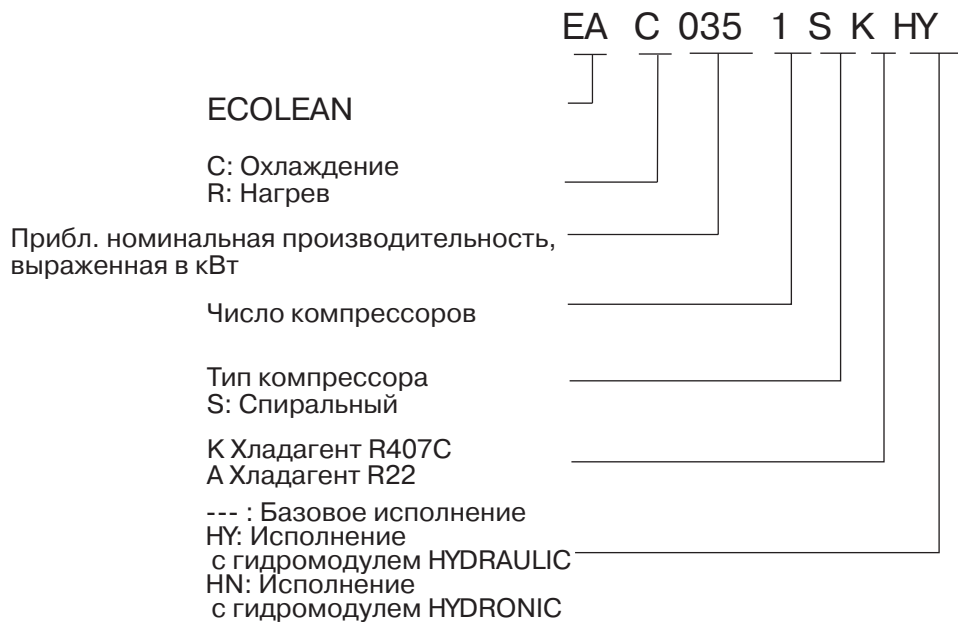 EA C 035 1 S K HY
ECOLEAN
C: Охлаждение
R: Нагрев
Прибл. номинальная производительность,
выраженная в кВт
Число компрессоров
Тип компрессора
S: Спиральный
К Хладагент R407C
А Хладагент R22
--- : Базовое исполнение
HY: Исполнение
с гидромодулем HYDRAULIC
HN: Исполнение
с гидромодулем HYDRONIC